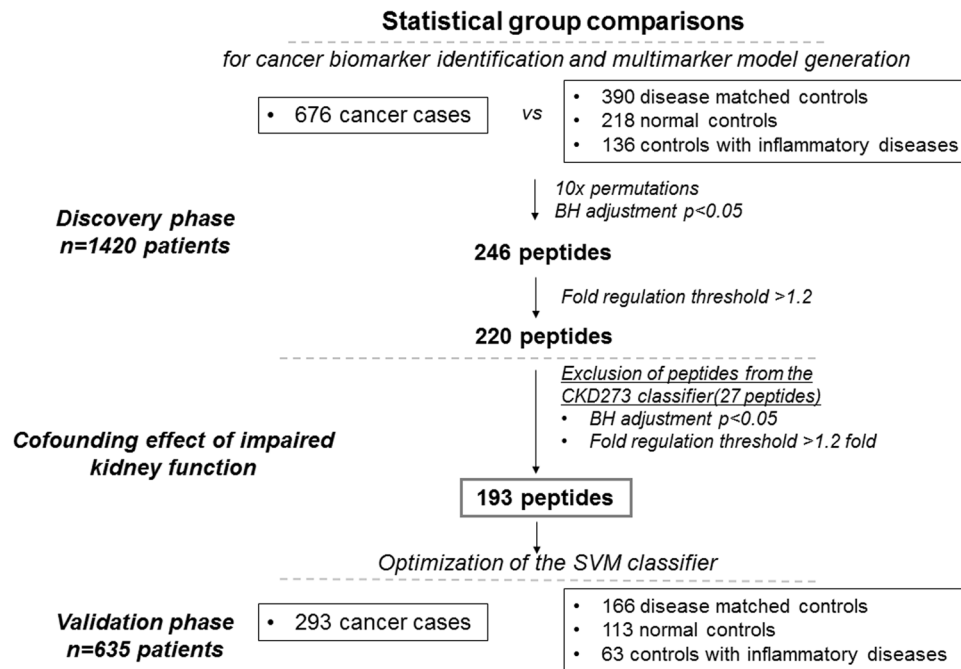 Statistical group comparisons
for cancer biomarker identification and multimarker model generation
• 676 cancer cases
vs
• 390 disease matched controls
• 218 normal controls
• 136 controls with inflammatory diseases
Discovery phase
n=1420 patients
10x permutations
BH adjustment p<0.05
246 peptides
Fold regulation threshold >1.2
220 peptides
Cofounding effect of impaired
kidney function
Exclusion of peptides from the
CKD273 classifier(27 peptides)
• BH adjustment p<0.05
• Fold regulation threshold >1.2 fold
193 peptides
Optimization of the SVM classifier
Validation phase
n=635 patients
• 293 cancer cases
• 166 disease matched controls
• 113 normal controls
• 63 controls with inflammatory diseases